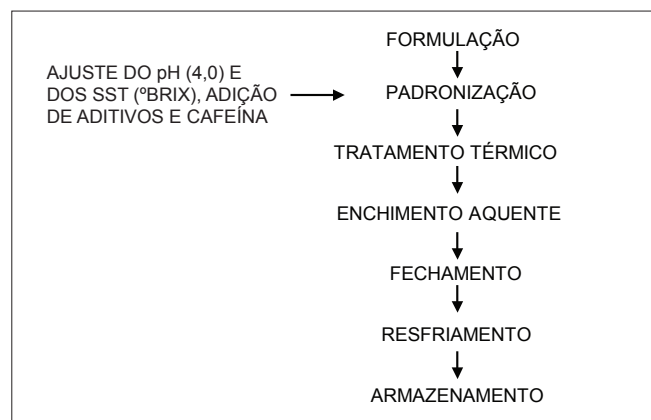 FORMULAÇÃO
AJUSTE DO pH (4,0) E
DOS SST (ºBRIX), ADIÇÃO
DE ADITIVOS E CAFEÍNA
PADRONIZAÇÃO
TRATAMENTO TÉRMICO
ENCHIMENTO AQUENTE
FECHAMENTO
RESFRIAMENTO
ARMAZENAMENTO